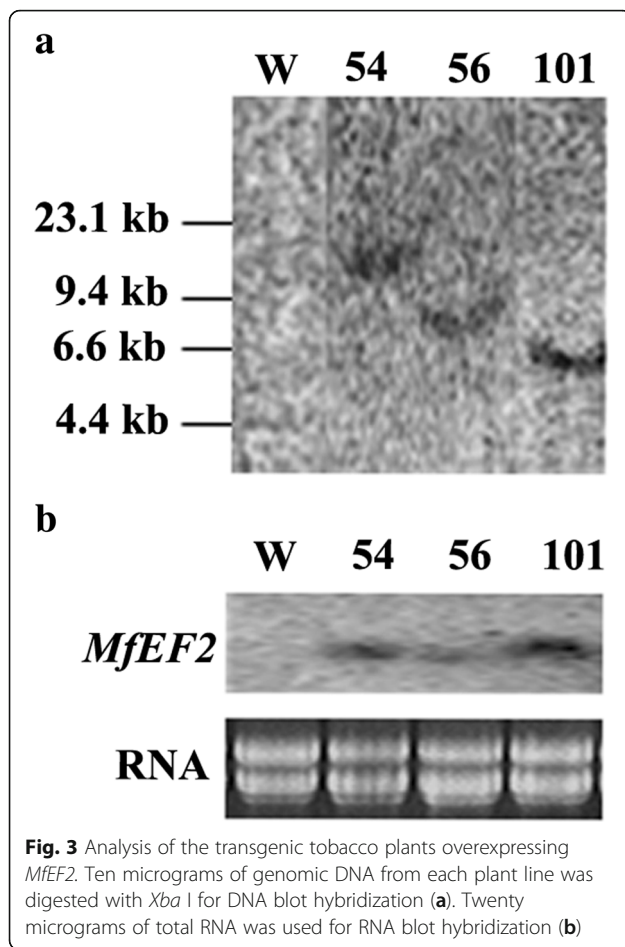 a
W 54 56 101
23.1 kb
9.4 kb
6.6 kb
4.4 kb
b
W 54 56 101
MfEF2
RNA
Fig. 3 Analysis of the transgenic tobacco plants overexpressing
MfEF2. Ten micrograms of genomic DNA from each plant line was
digested with Xba I for DNA blot hybridization (a). Twenty
micrograms of total RNA was used for RNA blot hybridization (b)